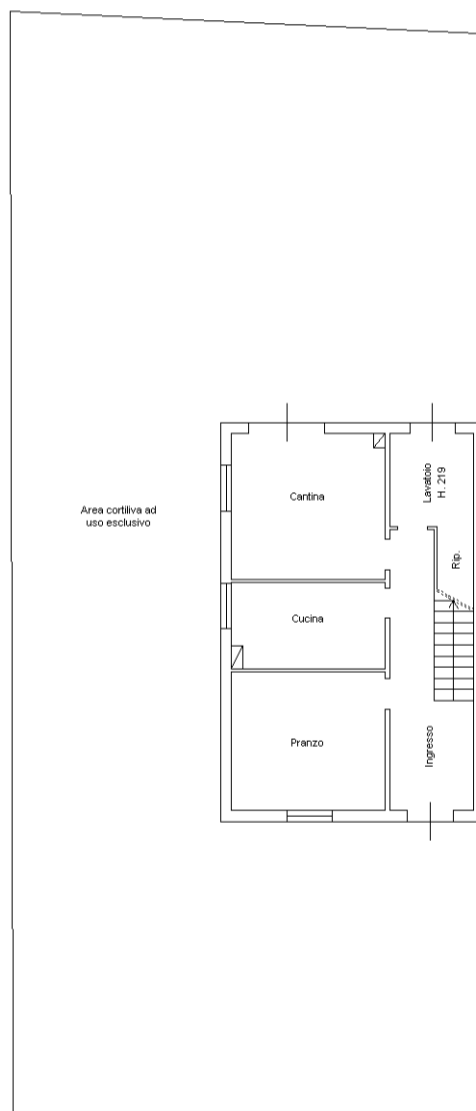 Lavatoio
H. 219
Cantina
Area cortiliva ad
uso esclusivo
Rip.
Cucina
Pranzo
Ingresso